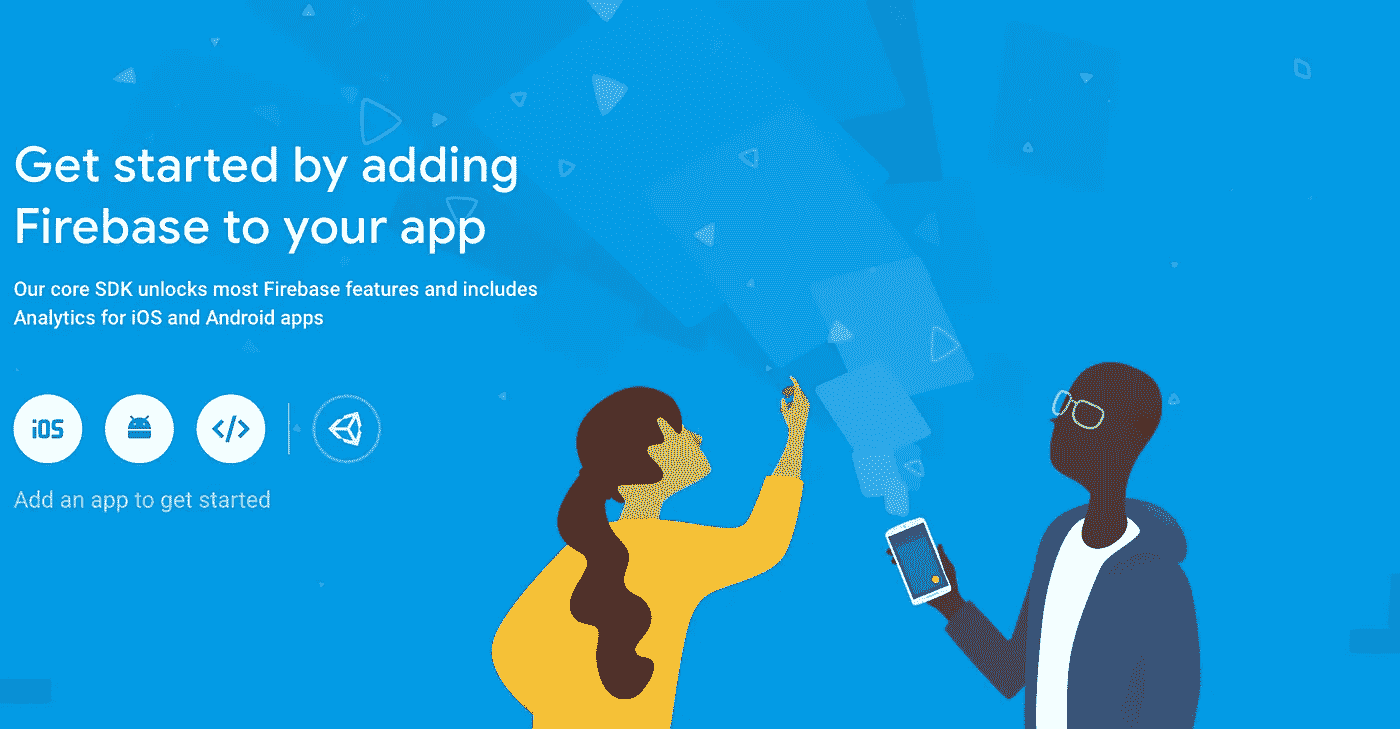 Get started by adding
Firebase to your app
Our core SDK unlocks most Firebase features and includes
Analytics for iOS and Android apps
iOS
</>
Add an app to get started